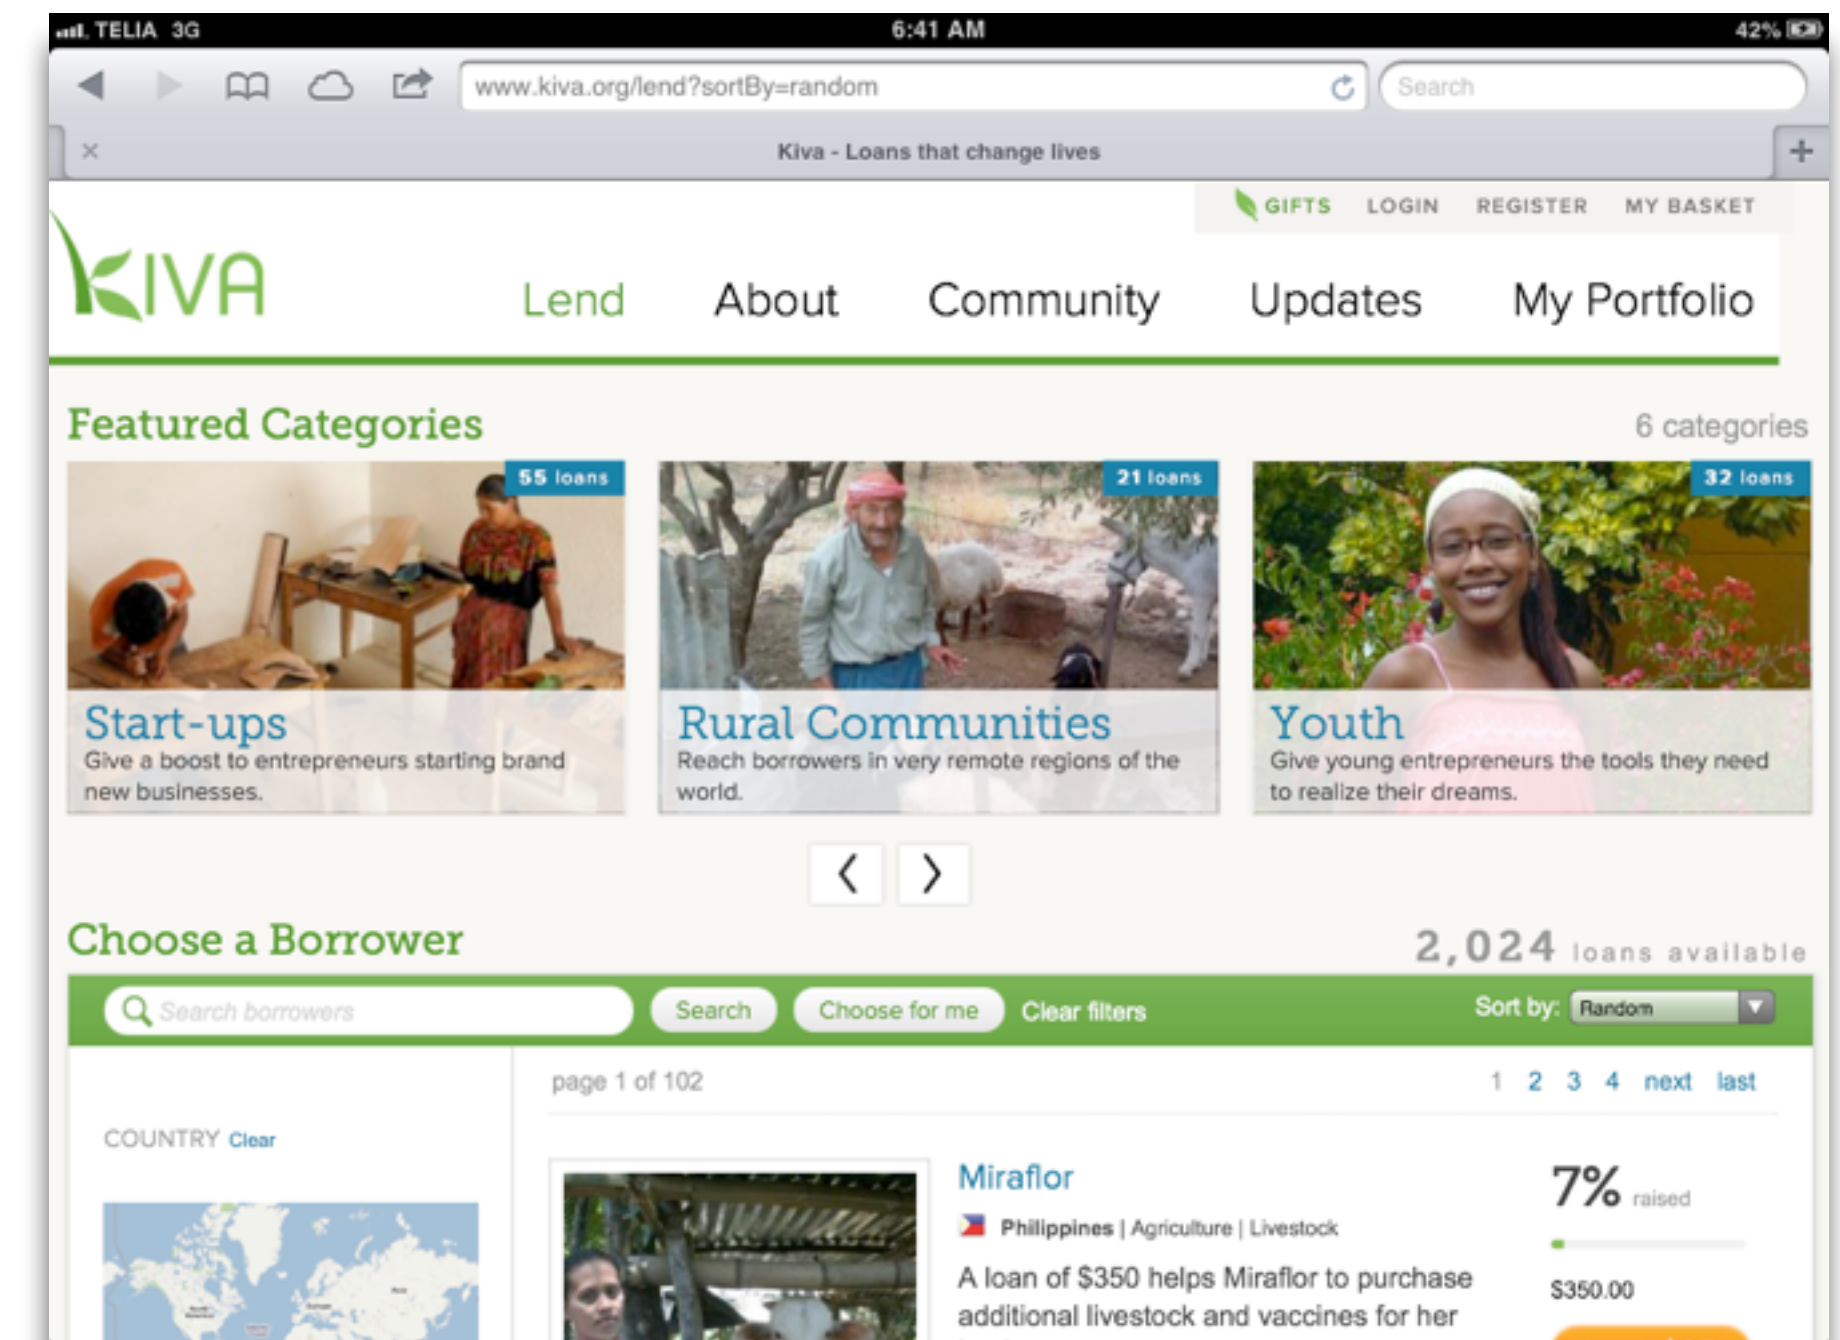 TELIA 3G 6:41 AM 42%
www.kiva.org/lend?sortBy=random Search
Kiva - Loans that change lives
GIFTS LOGIN REGISTER MY BASKET
KIVA Lend About Community Updates My Portfolio
Featured Categories 6 categories
55 loans 21 loans 32 loans
Start-ups
Give a boost to entrepreneurs starting brand
new businesses.
Rural Communities
Reach borrowers in very remote regions of the
world.
Youth
Give young entrepreneurs the tools they need
to realize their dreams.
Choose a Borrower 2,024 loans available
Search borrowers Search Choose for me Clear filters Sort by: Random
page 1 of 102 1 2 3 4 next last
COUNTRY Clear
Miraflor
7% raised
Philippines | Agriculture | Livestock
A loan of $350 helps Miraflor to purchase
additional livestock and vaccines for her
$350.00